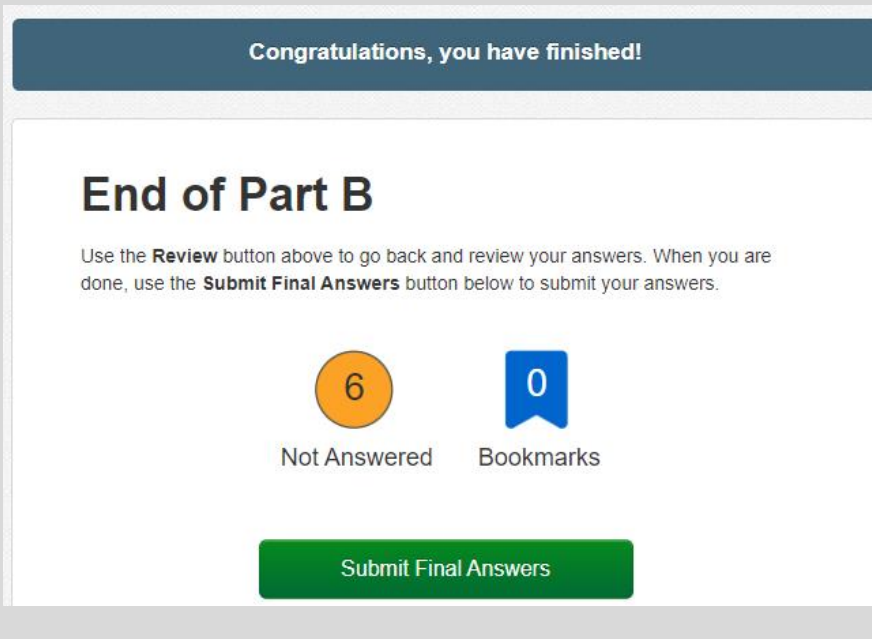 Congratulations, you have finished!
End of Part B
Use the Review button above to go back and review your answers. When you are
done, use the Submit Final Answers button below to submit your answers.
6
0
Not Answered
Bookmarks
Submit Final Answers